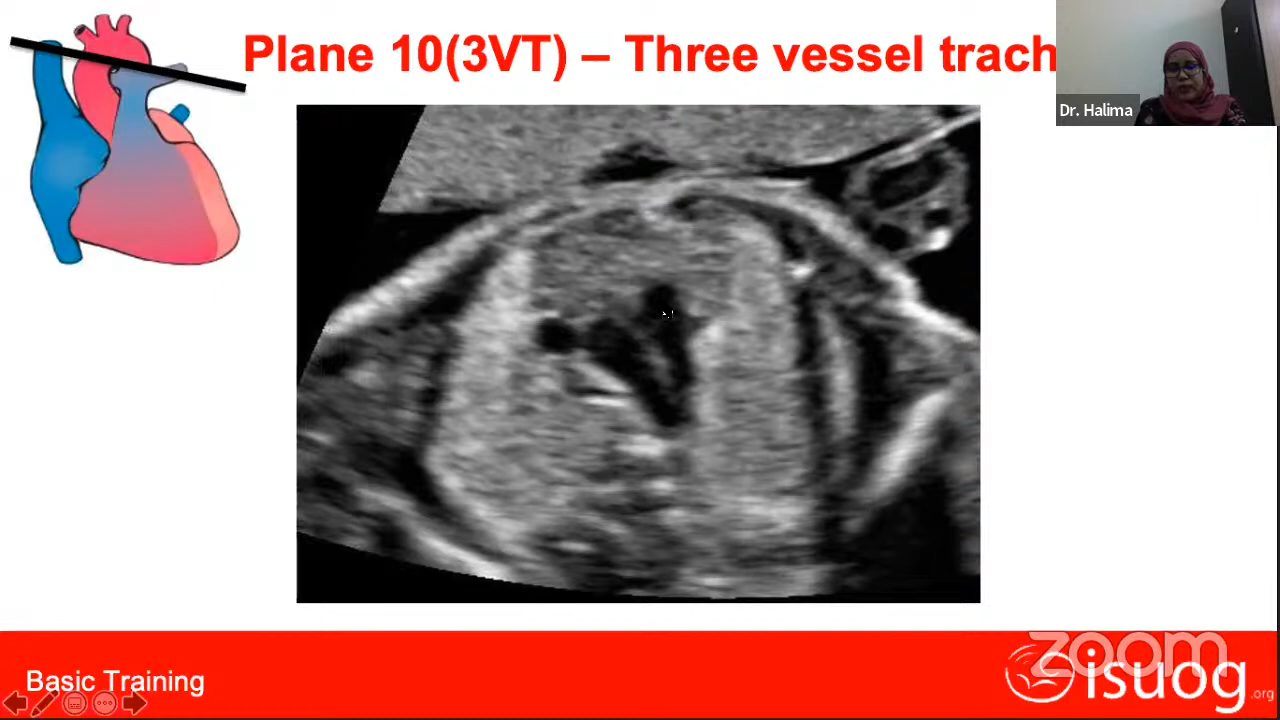 Plane 10(3VT) – Three vessel trach
Dr. Halima
Basic Training
zoom
isuog.org